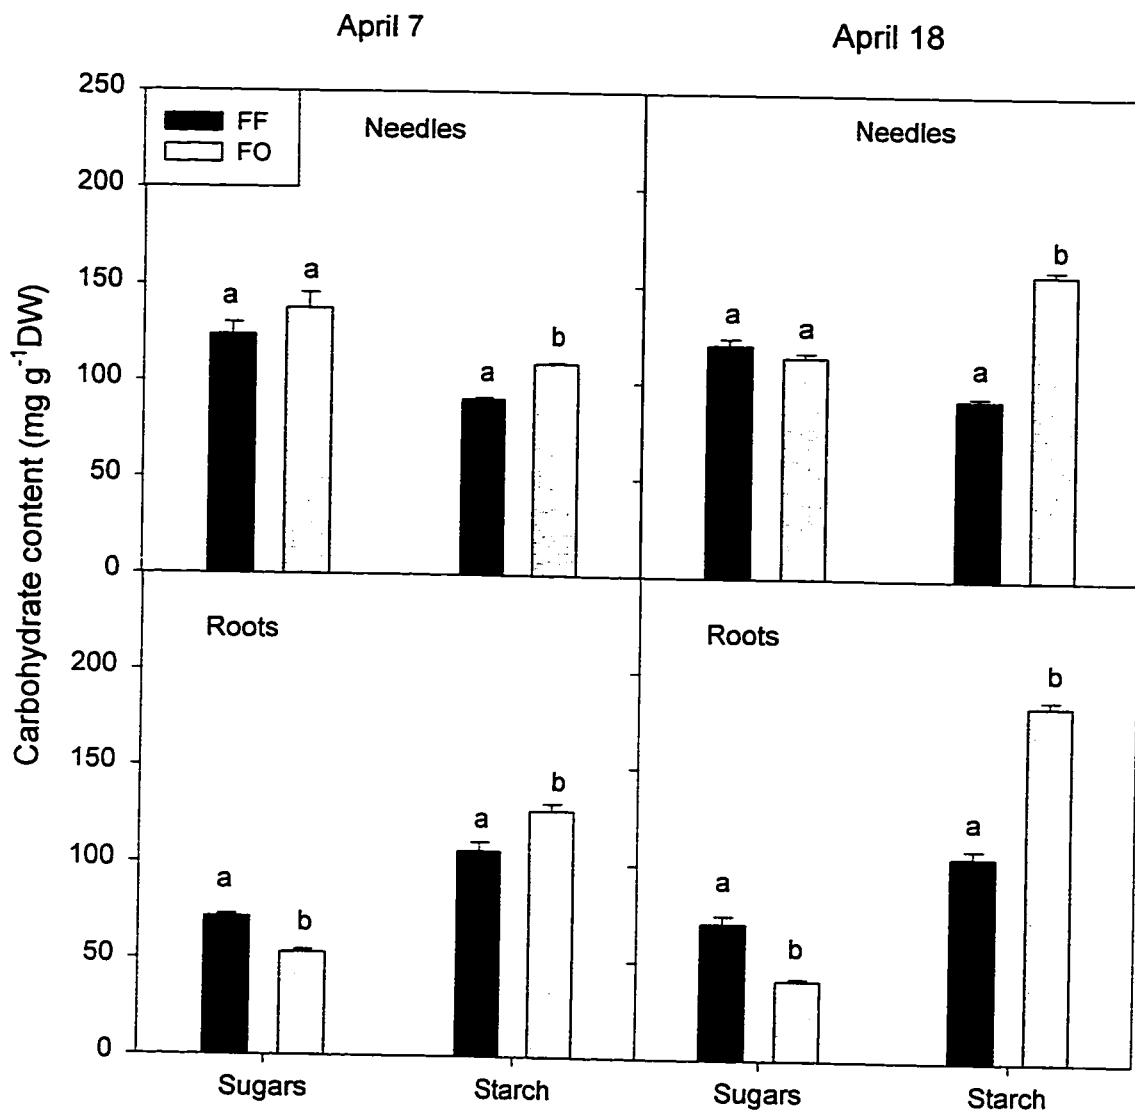 April 7
April 18
Carbohydrate content (mg g⁻¹DW)
250
200
150
100
50
0
FF
FO
Needles
a
a
a
b
Needles
a
a
a
b
200
150
100
50
0
Roots
a
b
a
b
Roots
a
b
a
b
Sugars
Starch
Sugars
Starch